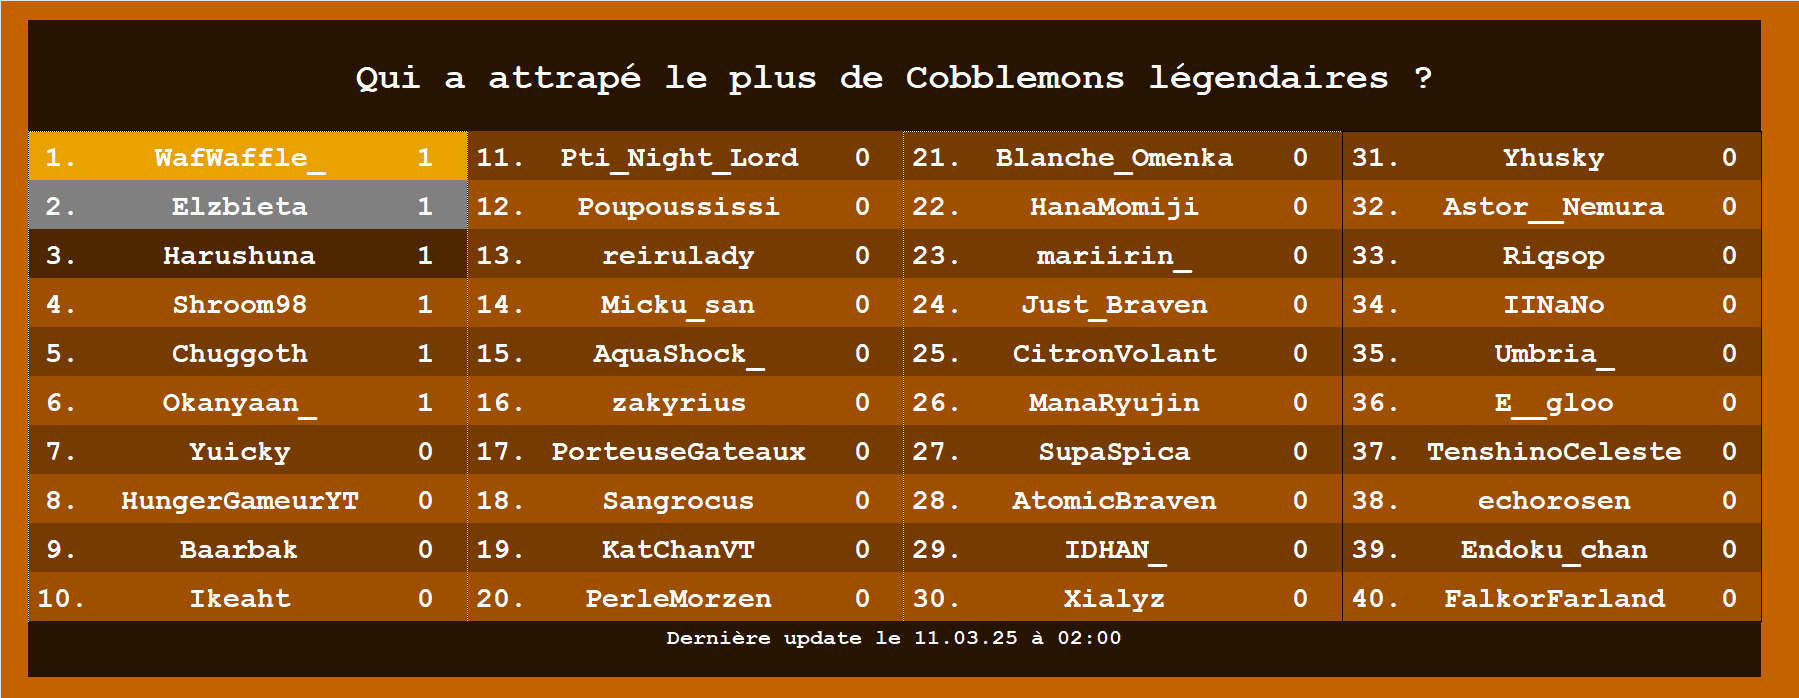 Qui a attrapé le plus de Cobblemons légendaires ?
1. WafWaffle_ 1
2. Elzbieta 1
3. Harushuna 1
4. Shroom98 1
5. Chuggoth 1
6. Okanyaan_ 1
7. Yuicky 0
8. HungerGameurYT 0
9. Baarbak 0
10. Ikeaht 0
11. Pti_Night_Lord 0
12. Poupoussissi 0
13. reirulady 0
14. Micku_san 0
15. AquaShock_ 0
16. zakyrius 0
17. PorteuseGateaux 0
18. Sangrocus 0
19. KatChanVT 0
20. PerleMorzen 0
21. Blanche_Omenka 0
22. HanaMomiji 0
23. mariirin_ 0
24. Just_Braven 0
25. CitronVolant 0
26. ManaRyujin 0
27. SupaSpica 0
28. AtomicBraven 0
29. IDHAN_ 0
30. Xialyz 0
31. Yhusky 0
32. Astor__Nemura 0
33. Riqsop 0
34. IINaNo 0
35. Umbria_ 0
36. E__gloo 0
37. TenshinoCeleste 0
38. echorosen 0
39. Endoku_chan 0
40. FalkorFarland 0
Dernière update le 11.03.25 à 02:00